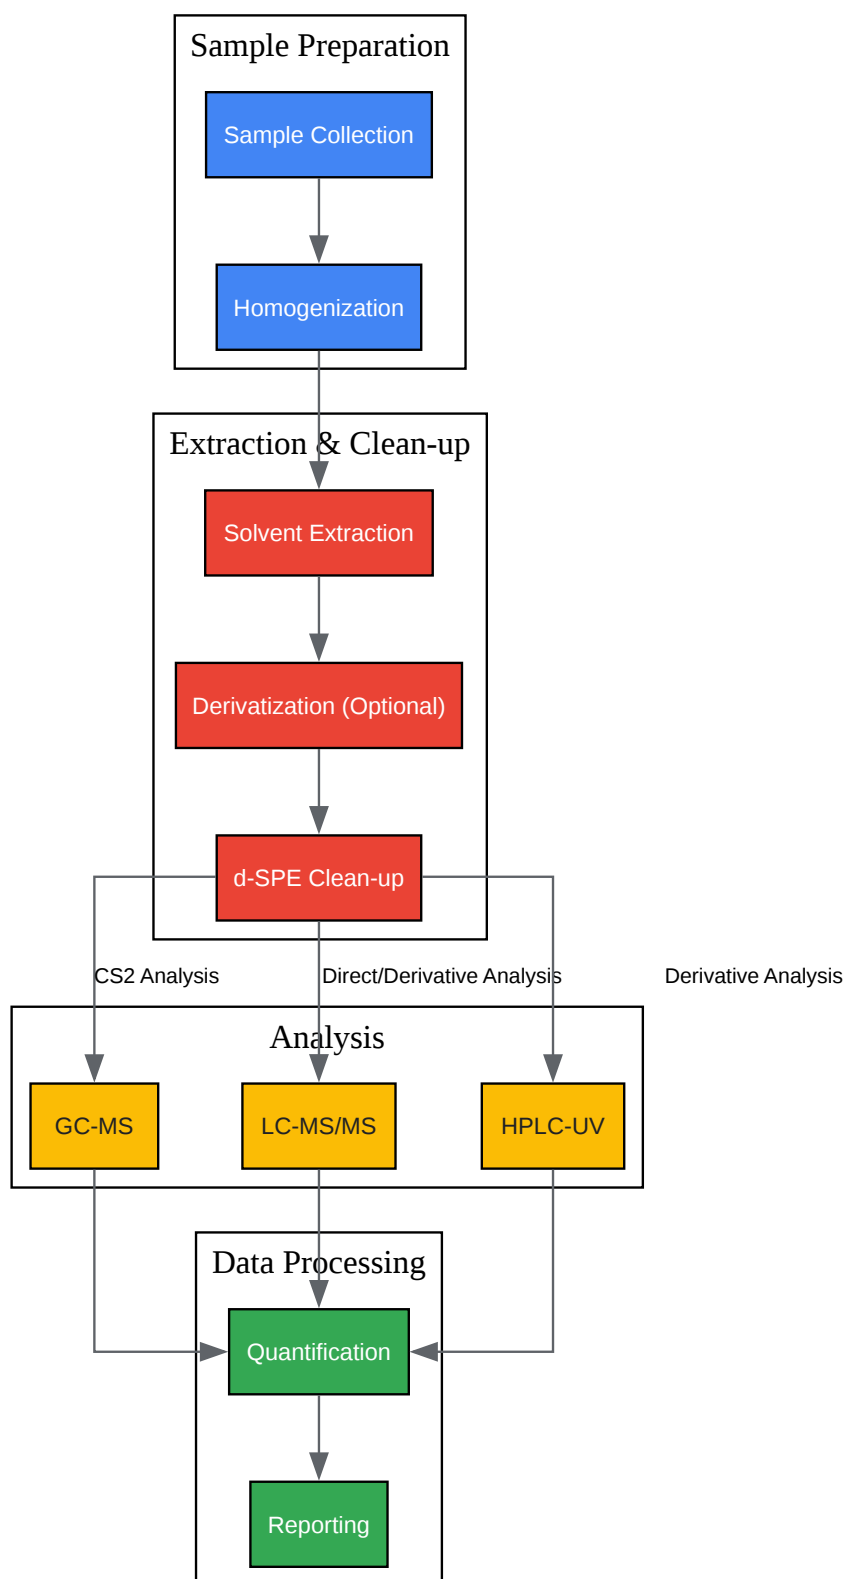 Sample Preparation
Sample Collection
Homogenization
Extraction & Clean-up
Solvent Extraction
Derivatization (Optional)
d-SPE Clean-up
CS2 Analysis
Direct/Derivative Analysis
Derivative Analysis
Analysis
GC-MS
LC-MS/MS
HPLC-UV
Data Processing
Quantification
Reporting